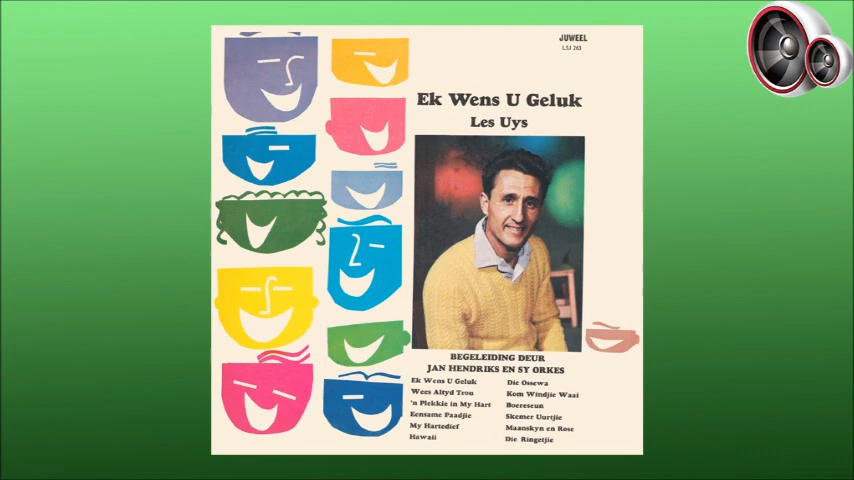 JUWEEL
LSJ 263
Ek Wens U Geluk
Les Uys
BEGELEIDING DEUR
JAN HENDRIKS EN SY ORKES
Ek Wens U Geluk
Wees Altyd Trou
'n Plekkie in My Hart
Eensame Paadjie
My Hartedief
Hawaii
Die Ossewa
Kom Windjie Waai
Boereseun
Skemer Uurtjie
Maanskyn en Rose
Die Ringetjie